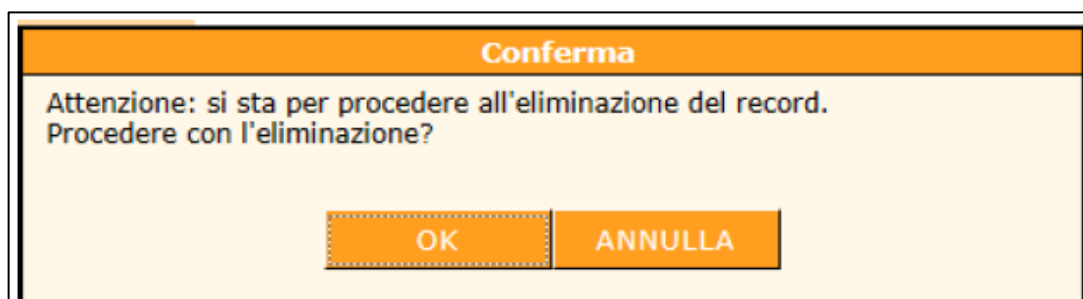 Conferma
Attenzione: si sta per procedere all'eliminazione del record.
Procedere con l'eliminazione?
OK ANNULLA